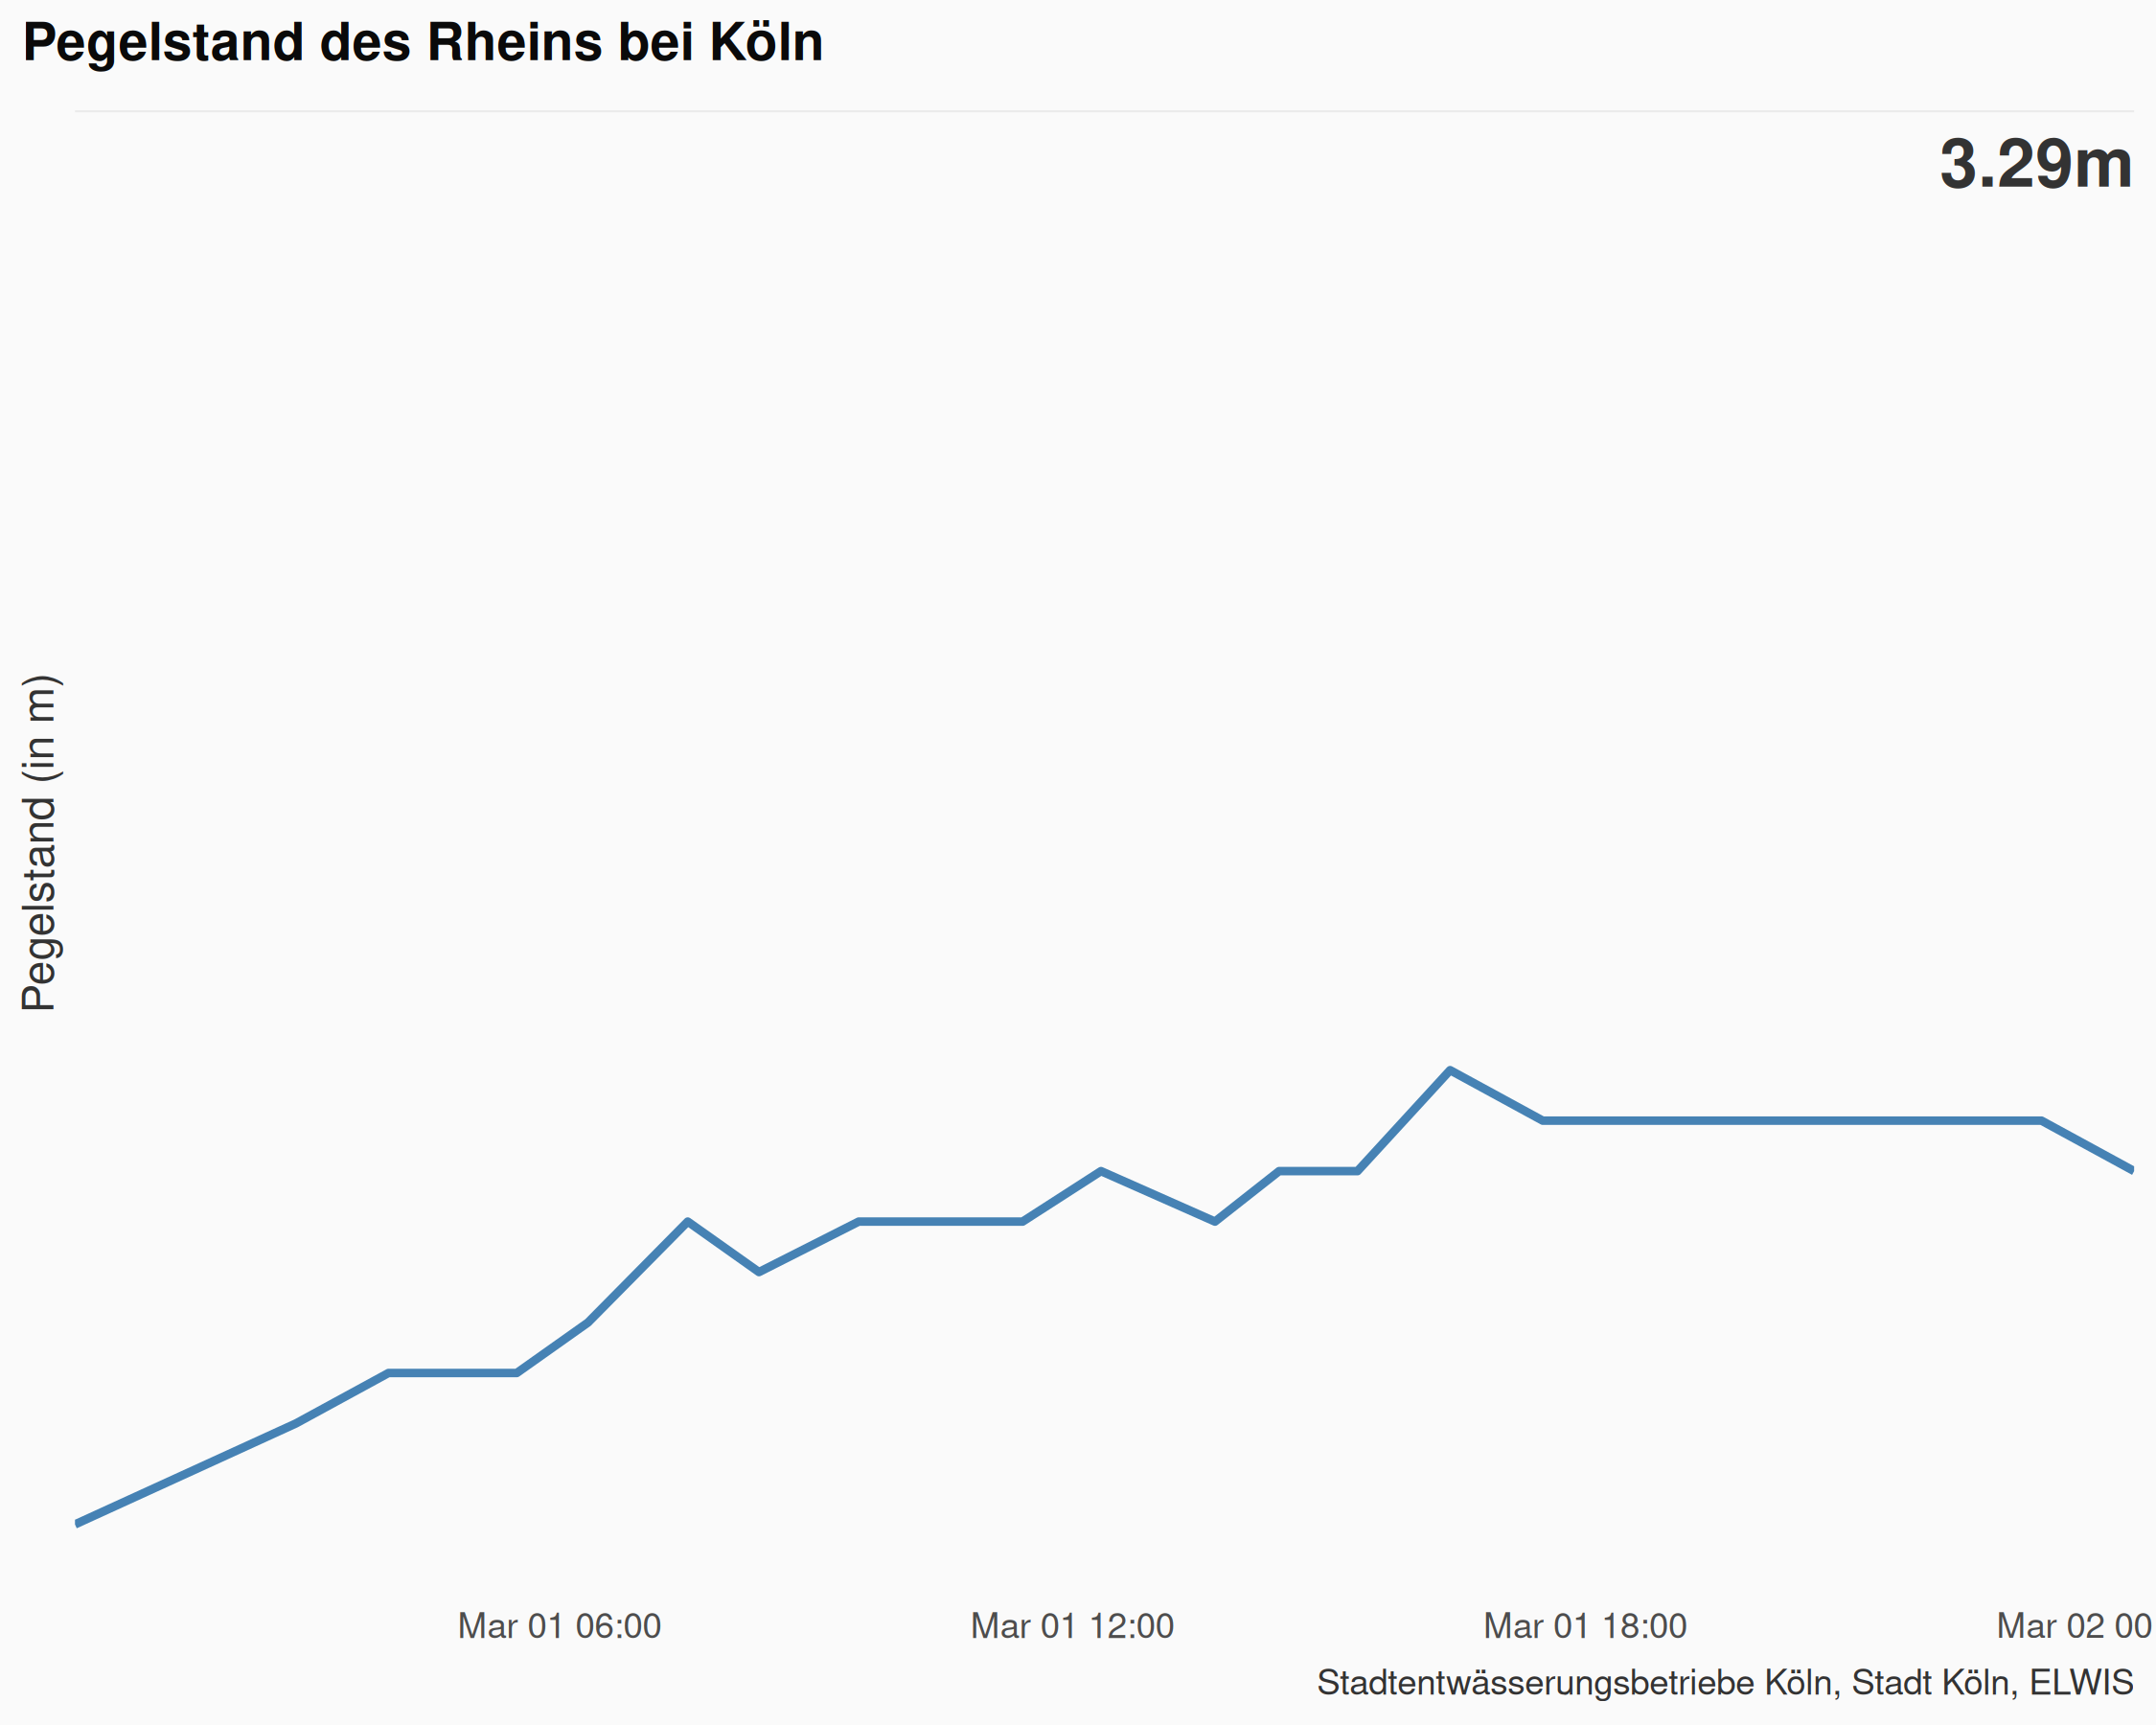 Pegelstand des Rheins bei Köln
3.29m
Pegelstand (in m)
Mar 01 06:00
Mar 01 12:00
Mar 01 18:00
Mar 02 00
Stadtentwässerungsbetriebe Köln, Stadt Köln, ELWIS